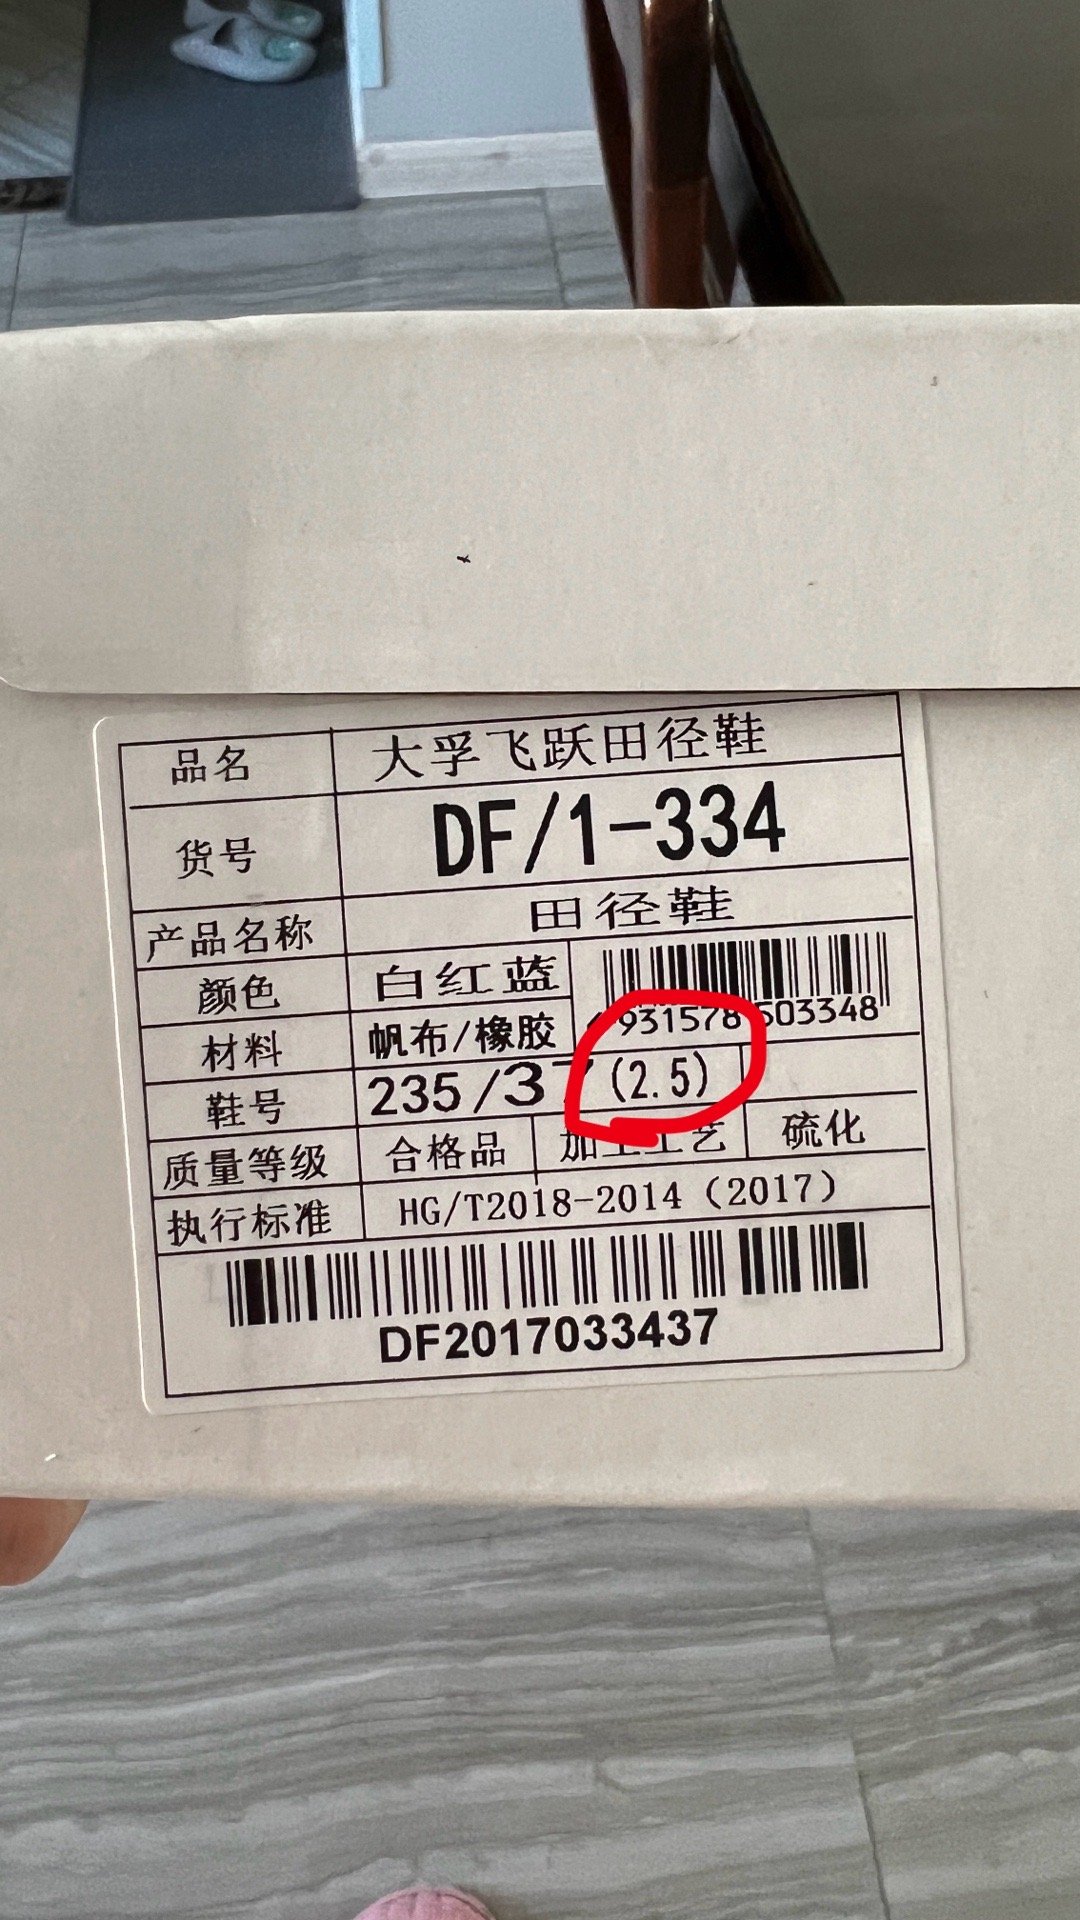 品名 大孚飞跃田径鞋
货号 DF/1-334
产品名称 田径鞋
颜色 白红蓝
931578 503348
材料 帆布/橡胶
鞋号 235/37 (2.5)
质量等级 合格品 加工工艺 硫化
执行标准 HG/T2018-2014 (2017)
DF2017033437